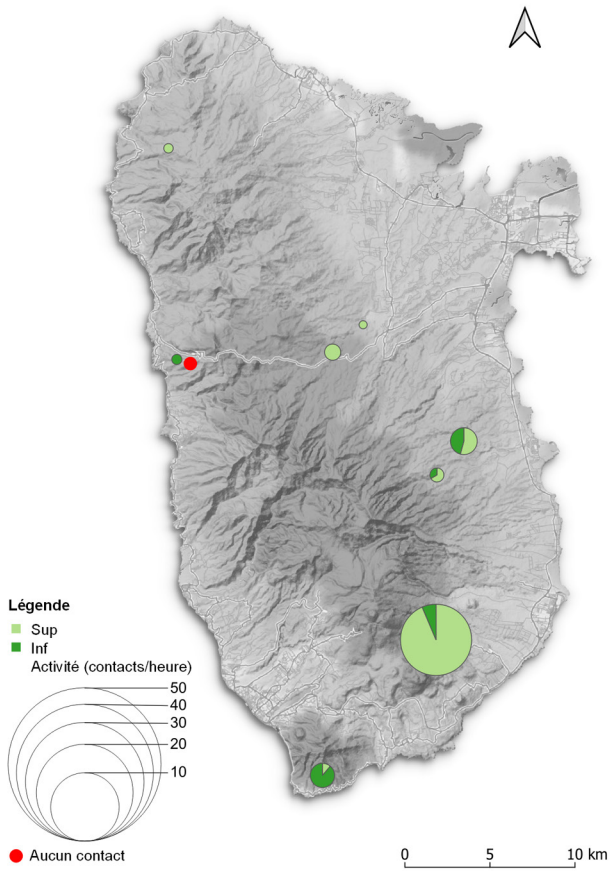 Légende
Sup
Inf
Activité (contacts/heure)
50
40
30
20
10
Aucun contact
0 5 10 km